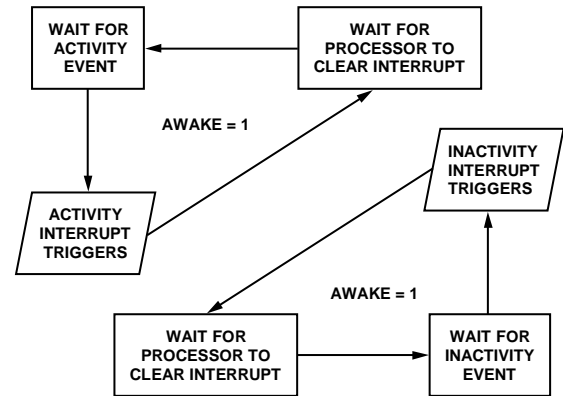 WAIT FOR
ACTIVITY
EVENT
WAIT FOR
PROCESSOR TO
CLEAR INTERRUPT
AWAKE = 1
INACTIVITY
INTERRUPT
TRIGGERS
ACTIVITY
INTERRUPT
TRIGGERS
AWAKE = 1
WAIT FOR
PROCESSOR TO
CLEAR INTERRUPT
WAIT FOR
INACTIVITY
EVENT